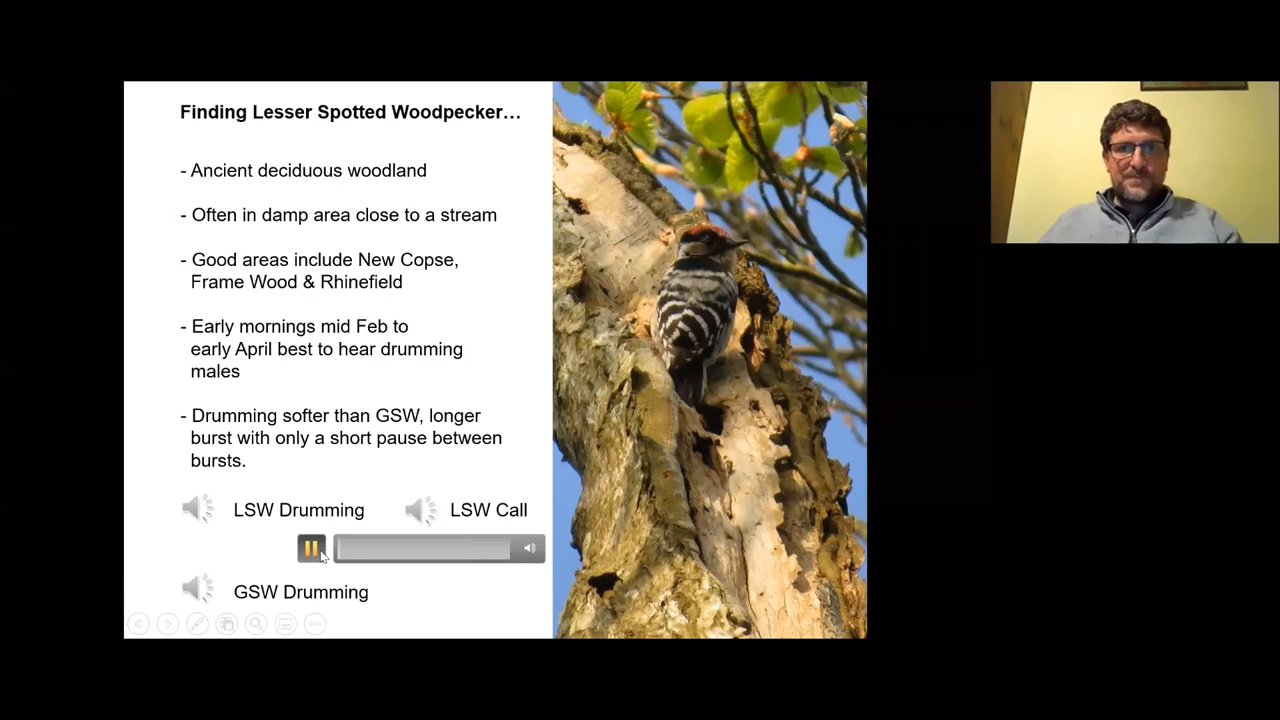 Finding Lesser Spotted Woodpecker…
- Ancient deciduous woodland
- Often in damp area close to a stream
- Good areas include New Copse,
Frame Wood & Rhinefield
- Early mornings mid Feb to
early April best to hear drumming
males
- Drumming softer than GSW, longer
burst with only a short pause between
bursts.
LSW Drumming
LSW Call
GSW Drumming